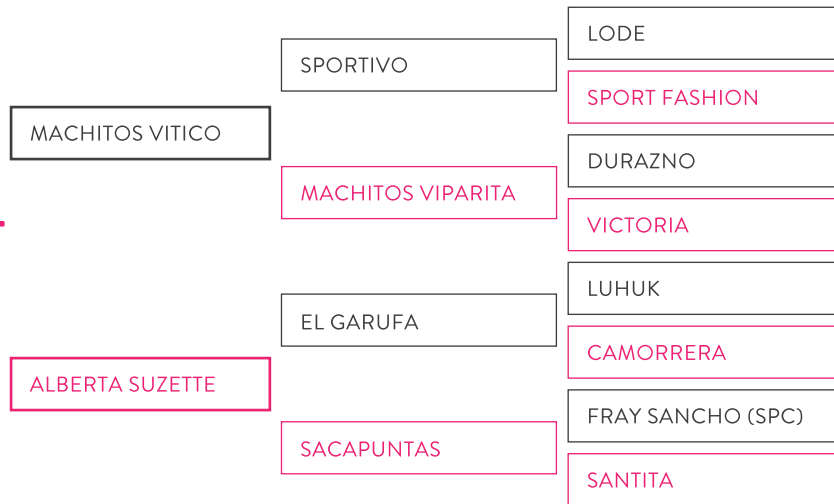 LODE
SPORTIVO
SPORT FASHION
MACHITOS VITICO
DURAZNO
MACHITOS VIPARITA
VICTORIA
LUHUK
EL GARUFA
CAMORRERA
ALBERTA SUZETTE
FRAY SANCHO (SPC)
SACAPUNTAS
SANTITA